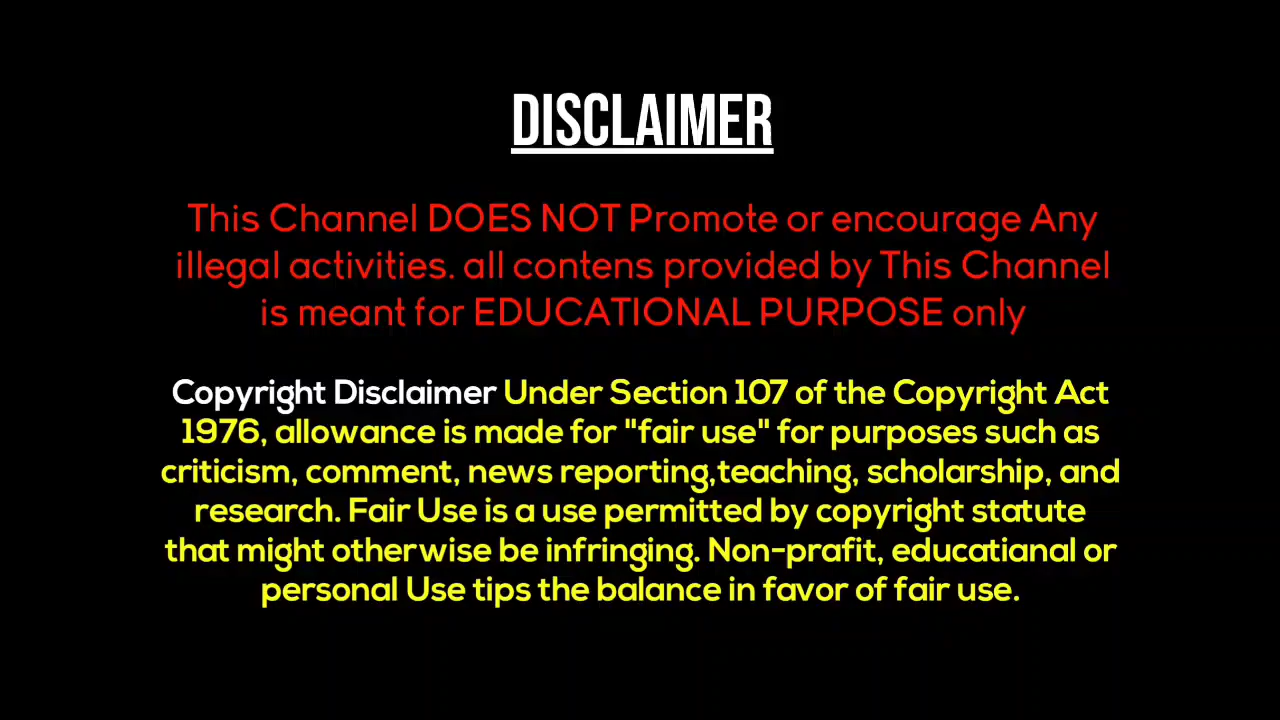 DISCLAIMER
This Channel DOES NOT Promote or encourage Any
illegal activities. all contens provided by This Channel
is meant for EDUCATIONAL PURPOSE only
Copyright Disclaimer Under Section 107 of the Copyright Act
1976, allowance is made for "fair use" for purposes such as
criticism, comment, news reporting,teaching, scholarship, and
research. Fair Use is a use permitted by copyright statute
that might otherwise be infringing. Non-prafit, educatianal or
personal Use tips the balance in favor of fair use.